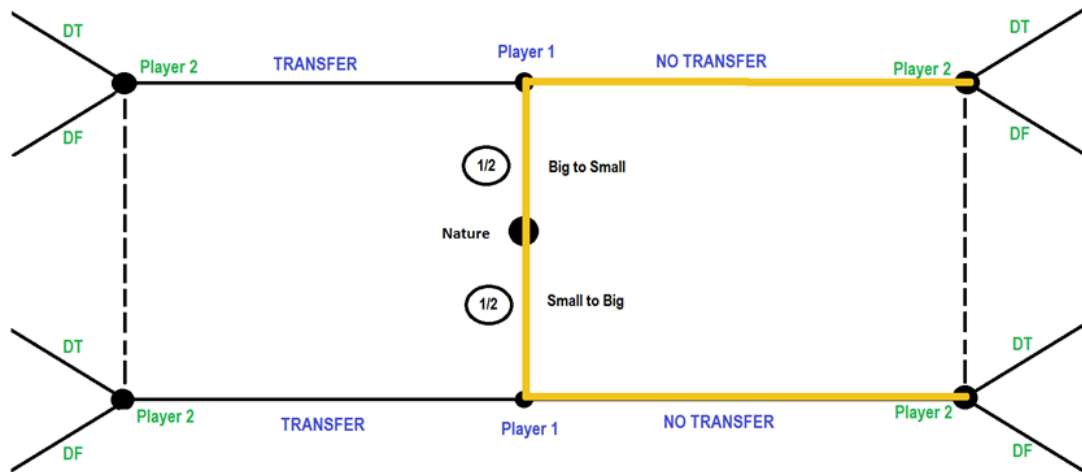 DT
Player 2
TRANSFER
Player 1
NO TRANSFER
Player 2
DT
DF
DF
1/2
Big to Small
Nature
1/2
Small to Big
DT
DT
Player 2
TRANSFER
Player 1
NO TRANSFER
Player 2
DF
DF